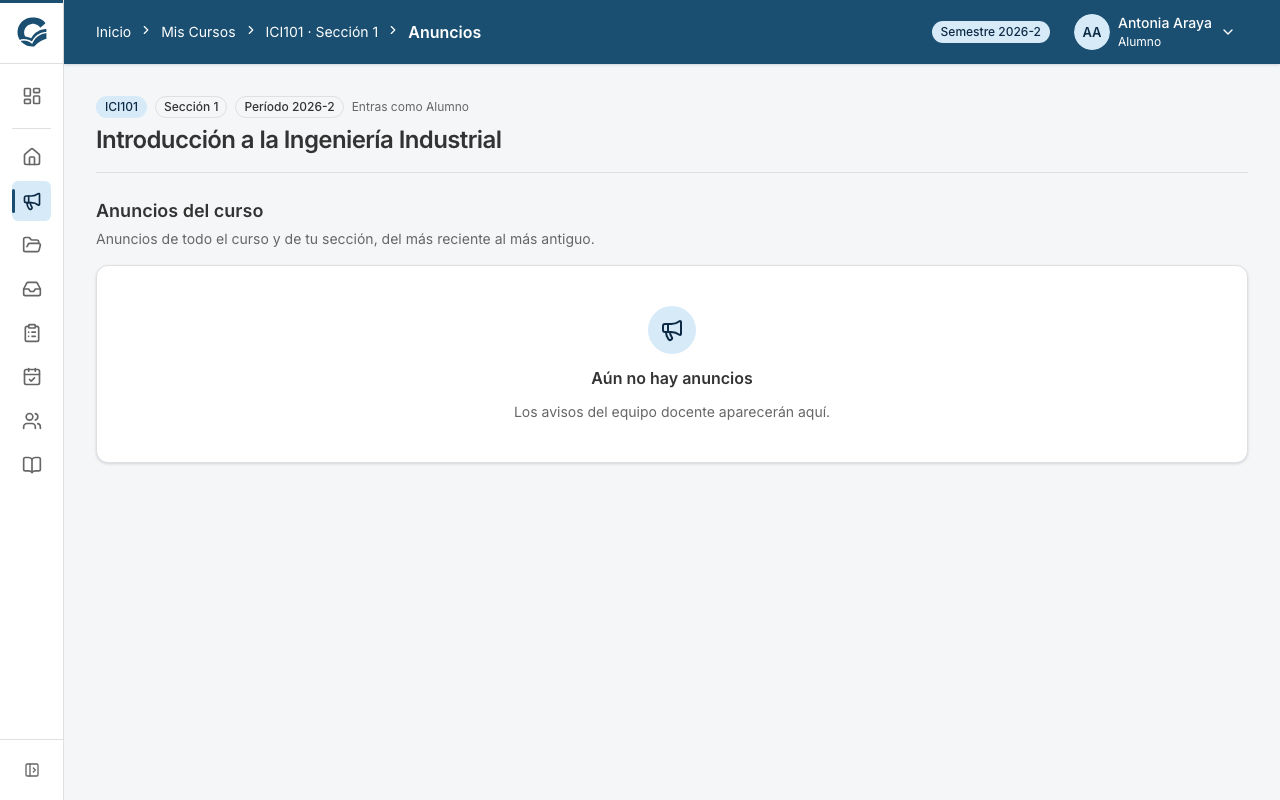 Inicio > Mis Cursos > ICI101 · Sección 1 > Anuncios
Semestre 2026-2
AA
Antonia Araya
Alumno
ICI101 Sección 1 Período 2026-2 Entras como Alumno
Introducción a la Ingeniería Industrial
Anuncios del curso
Anuncios de todo el curso y de tu sección, del más reciente al más antiguo.
Aún no hay anuncios
Los avisos del equipo docente aparecerán aquí.